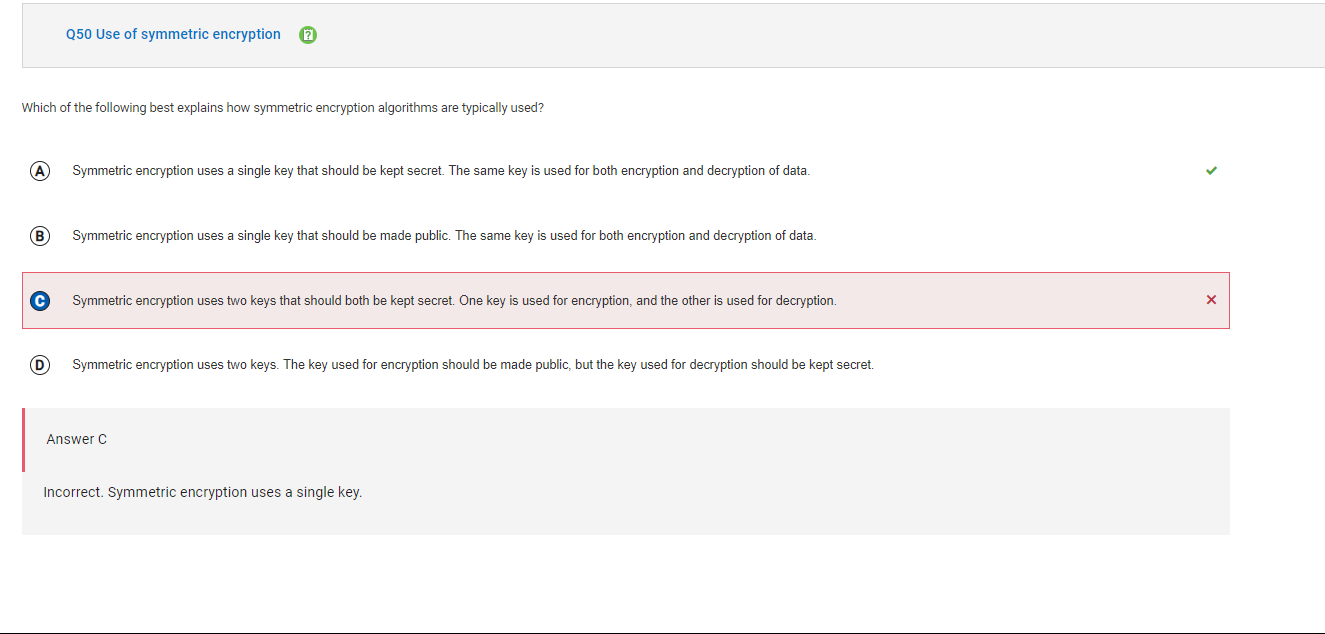 Q50 Use of symmetric encryption
Which of the following best explains how symmetric encryption algorithms are typically used?
A Symmetric encryption uses a single key that should be kept secret. The same key is used for both encryption and decryption of data.
B Symmetric encryption uses a single key that should be made public. The same key is used for both encryption and decryption of data.
C Symmetric encryption uses two keys that should both be kept secret. One key is used for encryption, and the other is used for decryption.
D Symmetric encryption uses two keys. The key used for encryption should be made public, but the key used for decryption should be kept secret.
Answer C
Incorrect. Symmetric encryption uses a single key.